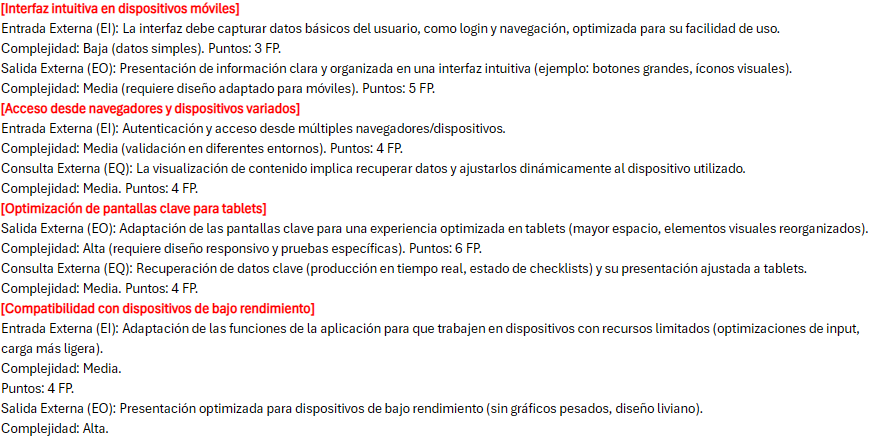 [Interfaz intuitiva en dispositivos móviles]
Entrada Externa (EI): La interfaz debe capturar datos básicos del usuario, como login y navegación, optimizada para su facilidad de uso.
Complejidad: Baja (datos simples). Puntos: 3 FP.
Salida Externa (EO): Presentación de información clara y organizada en una interfaz intuitiva (ejemplo: botones grandes, íconos visuales).
Complejidad: Media (requiere diseño adaptado para móviles). Puntos: 5 FP.
[Acceso desde navegadores y dispositivos variados]
Entrada Externa (EI): Autenticación y acceso desde múltiples navegadores/dispositivos.
Complejidad: Media (validación en diferentes entornos). Puntos: 4 FP.
Consulta Externa (EQ): La visualización de contenido implica recuperar datos y ajustarlos dinámicamente al dispositivo utilizado.
Complejidad: Media. Puntos: 4 FP.
[Optimización de pantallas clave para tablets]
Salida Externa (EO): Adaptación de las pantallas clave para una experiencia optimizada en tablets (mayor espacio, elementos visuales reorganizados).
Complejidad: Alta (requiere diseño responsivo y pruebas específicas). Puntos: 6 FP.
Consulta Externa (EQ): Recuperación de datos clave (producción en tiempo real, estado de checklists) y su presentación ajustada a tablets.
Complejidad: Media. Puntos: 4 FP.
[Compatibilidad con dispositivos de bajo rendimiento]
Entrada Externa (EI): Adaptación de las funciones de la aplicación para que trabajen en dispositivos con recursos limitados (optimizaciones de input,
carga más ligera).
Complejidad: Media.
Puntos: 4 FP.
Salida Externa (EO): Presentación optimizada para dispositivos de bajo rendimiento (sin gráficos pesados, diseño liviano).
Complejidad: Alta.